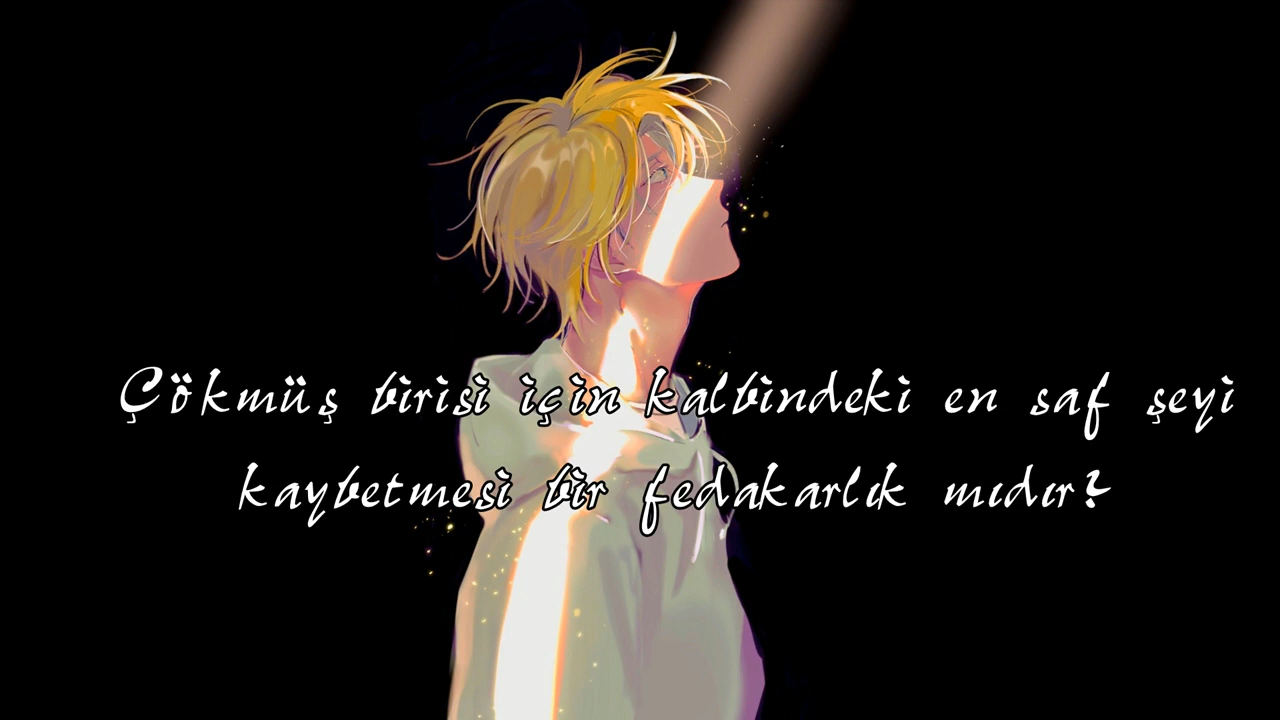 Çökmüş birisi için kalbindeki en saf şeyi
kaybetmesi bir fedakarlık mıdır?